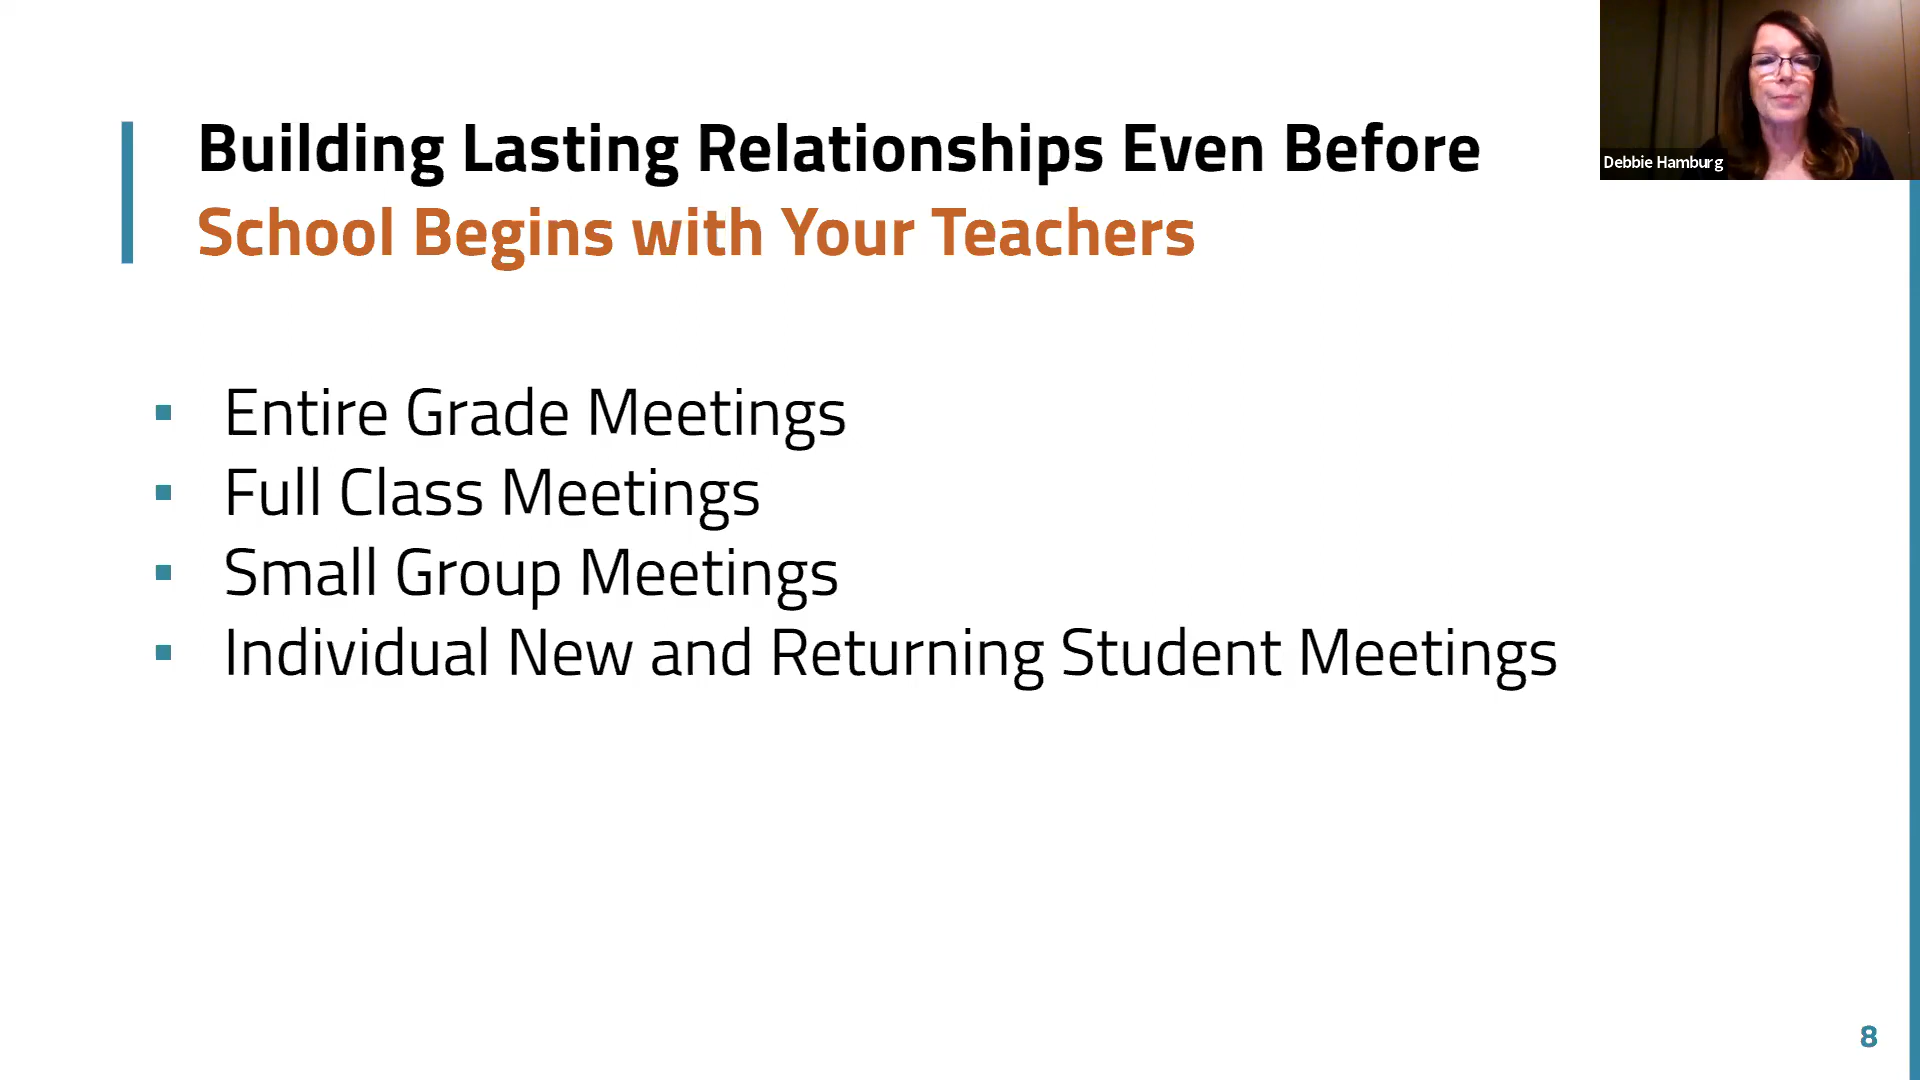 Building Lasting Relationships Even Before
School Begins with Your Teachers
Debbie Hamburg
▪ Entire Grade Meetings
▪ Full Class Meetings
▪ Small Group Meetings
▪ Individual New and Returning Student Meetings
8